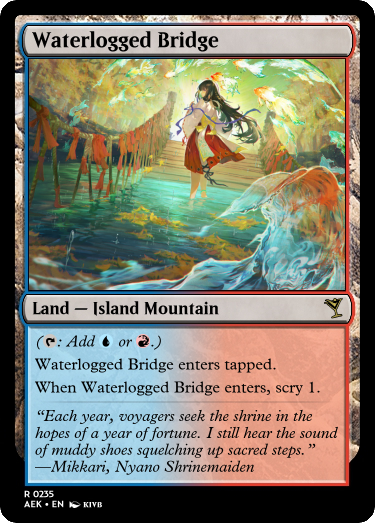 Waterlogged Bridge
Land — Island Mountain
(: Add or .)
Waterlogged Bridge enters tapped.
When Waterlogged Bridge enters, scry 1.
“Each year, voyagers seek the shrine in the
hopes of a year of fortune. I still hear the sound
of muddy shoes squelching up sacred steps.”
—Mikkari, Nyano Shrinemaiden
R 0235
AEK • EN KIVB